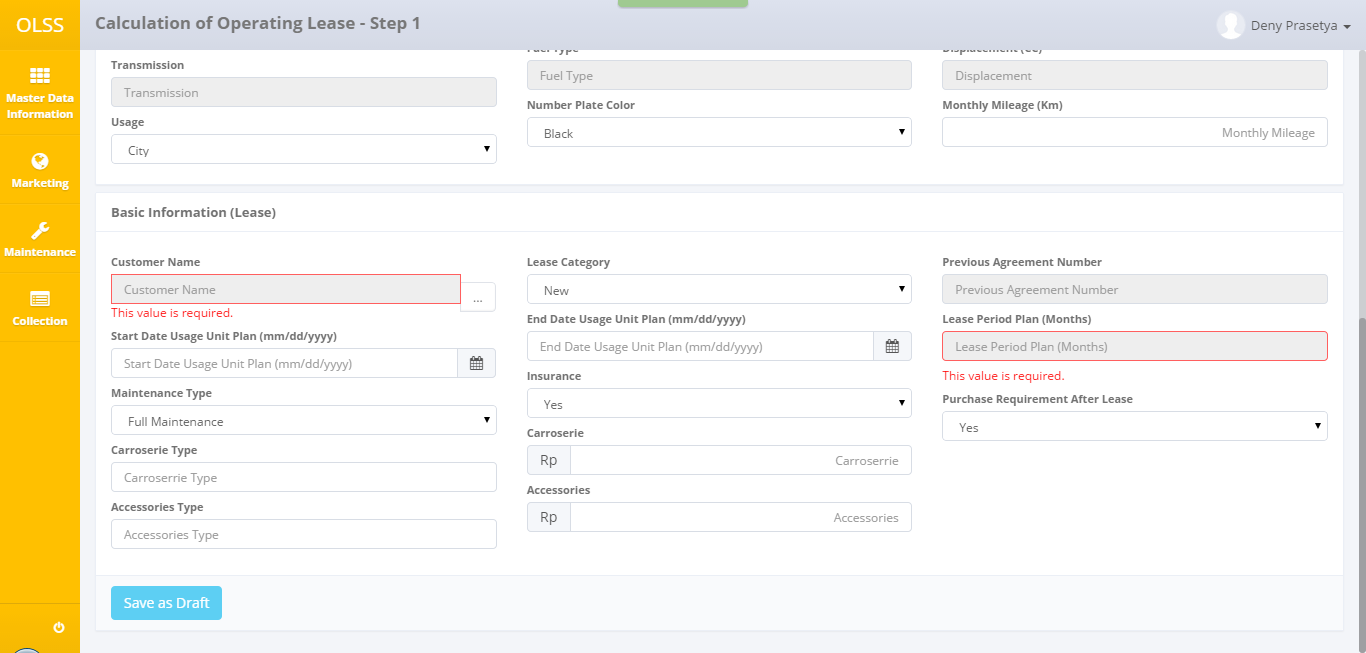 OLSS
Calculation of Operating Lease - Step 1
Deny Prasetya
Master Data
Information
Marketing
Maintenance
Collection
Transmission
Transmission
Usage
City
Fuel Type
Fuel Type
Number Plate Color
Black
Displacement (CC)
Displacement
Monthly Mileage (Km)
Monthly Mileage
Basic Information (Lease)
Customer Name
Customer Name
...
This value is required.
Start Date Usage Unit Plan (mm/dd/yyyy)
Start Date Usage Unit Plan (mm/dd/yyyy)
Maintenance Type
Full Maintenance
Carroserie Type
Carroserrie Type
Accessories Type
Accessories Type
Lease Category
New
End Date Usage Unit Plan (mm/dd/yyyy)
End Date Usage Unit Plan (mm/dd/yyyy)
Insurance
Yes
Carroserie
Rp Carroserrie
Accessories
Rp Accessories
Previous Agreement Number
Previous Agreement Number
Lease Period Plan (Months)
Lease Period Plan (Months)
This value is required.
Purchase Requirement After Lease
Yes
Save as Draft